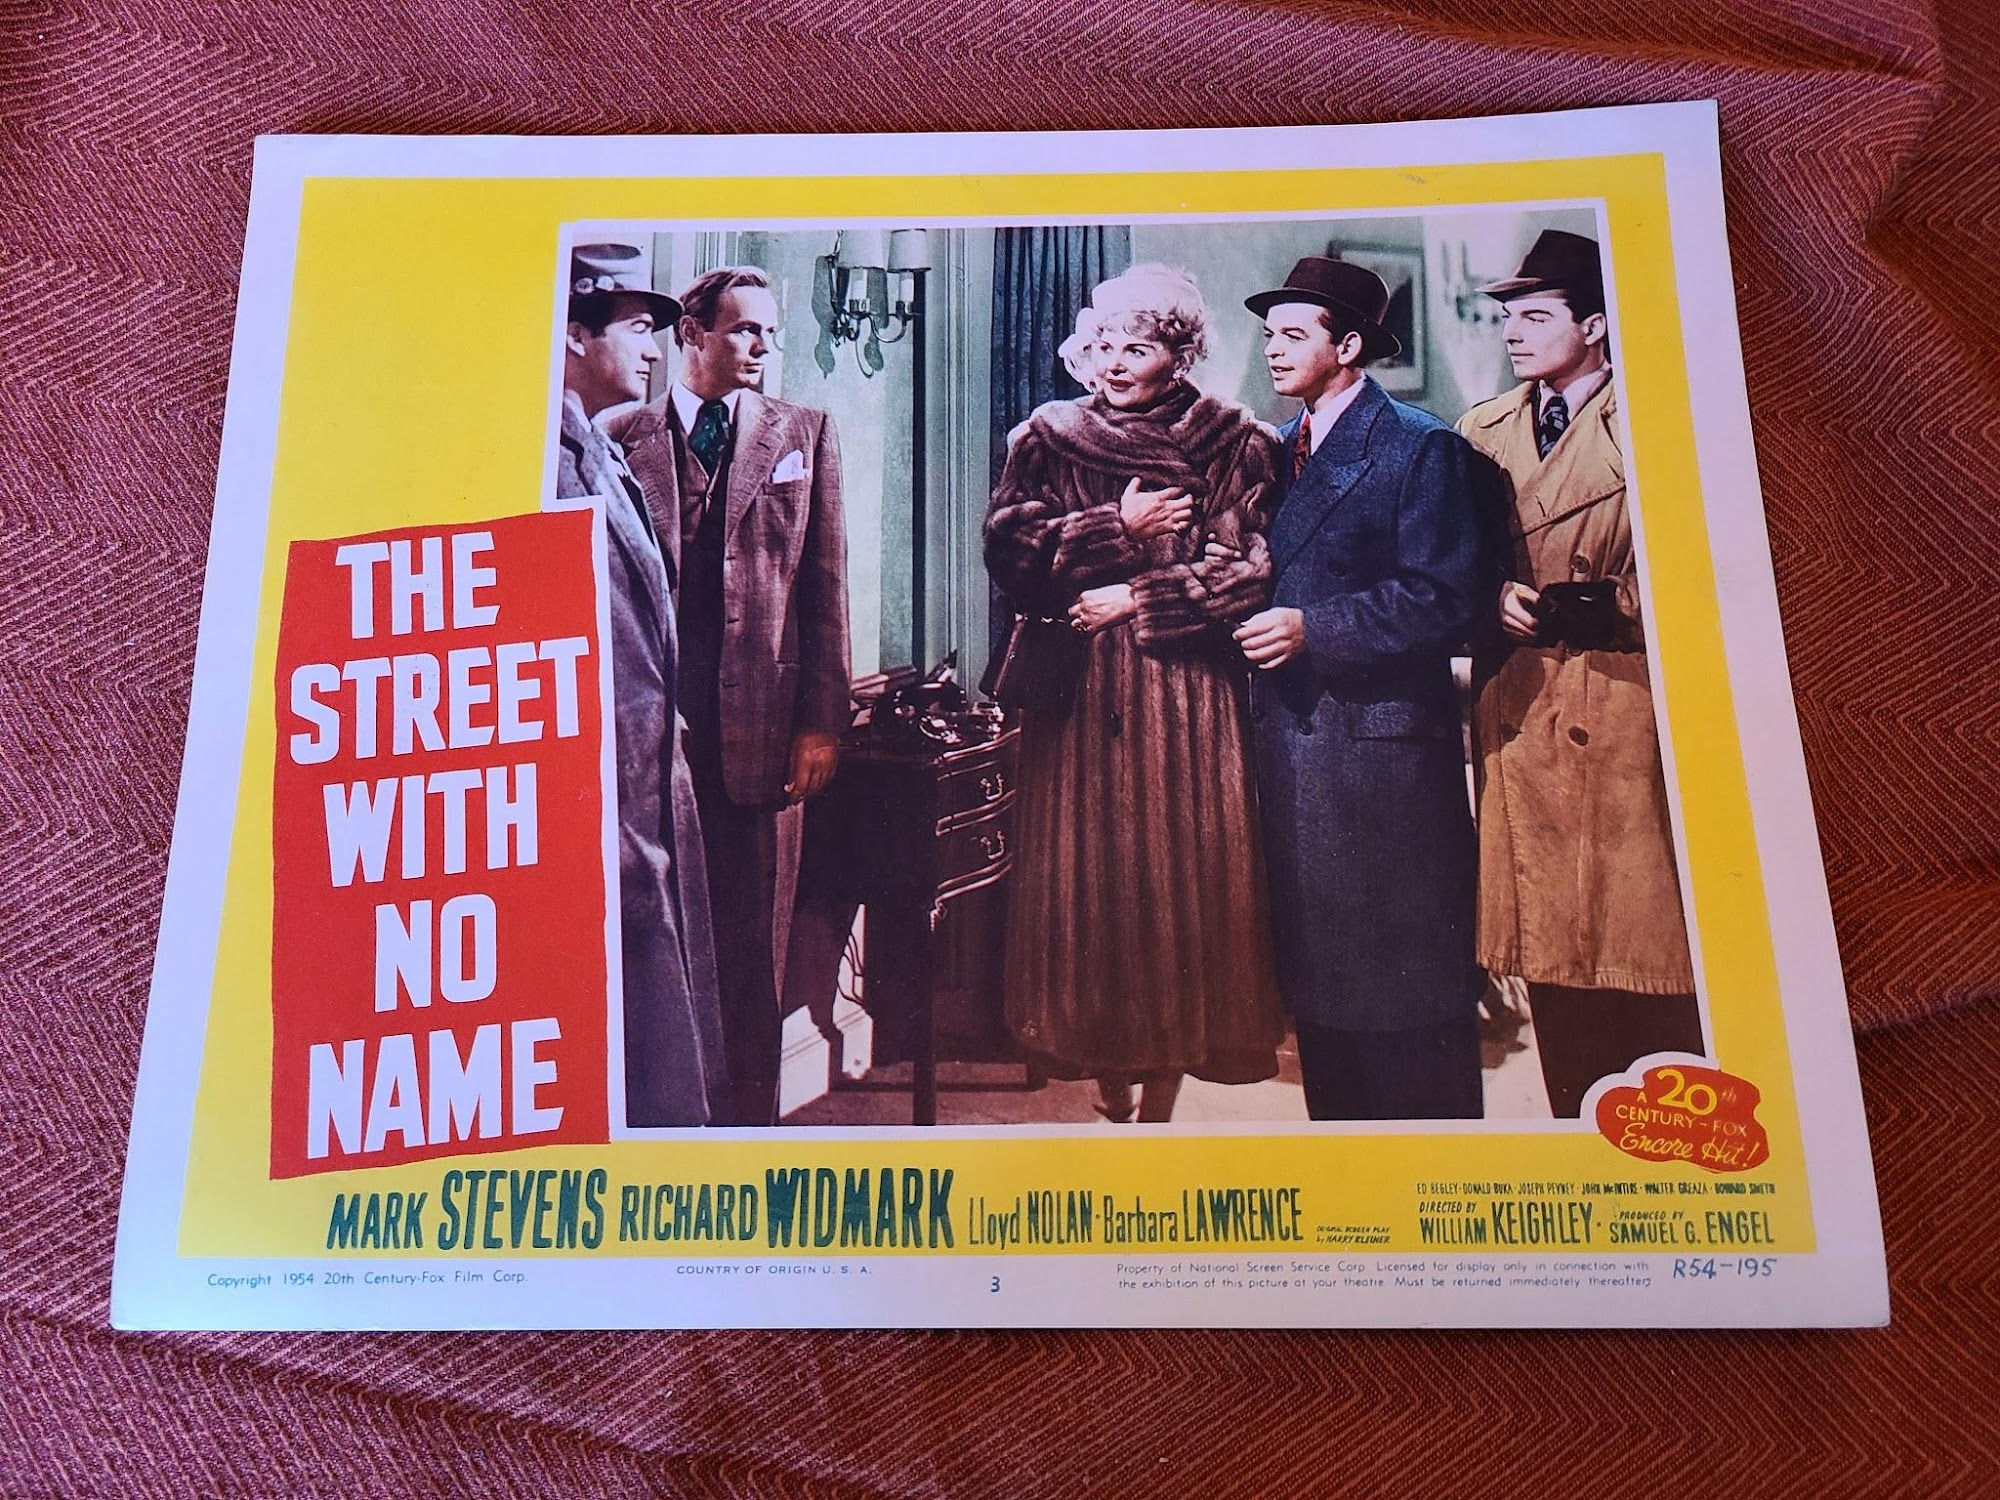 THE
STREET
WITH
NO
NAME
A 20th
CENTURY-FOX
Encore Hit!
MARK STEVENS RICHARD WIDMARK Lloyd NOLAN · Barbara LAWRENCE
ORIGINAL SCREEN PLAY
by HARRY KLEINER
ED BEGLEY · DONALD BUKA · JOSEPH PEVNEY · JOHN McINTIRE · WALTER GREAZA · HOWARD SMITH
DIRECTED BY
WILLIAM KEIGHLEY ·
PRODUCED BY
SAMUEL G. ENGEL
Copyright 1954 20th Century-Fox Film Corp.
COUNTRY OF ORIGIN U. S. A.
3
Property of National Screen Service Corp. Licensed for display only in connection with
the exhibition of this picture at your theatre. Must be returned immediately thereafter.
R54-195